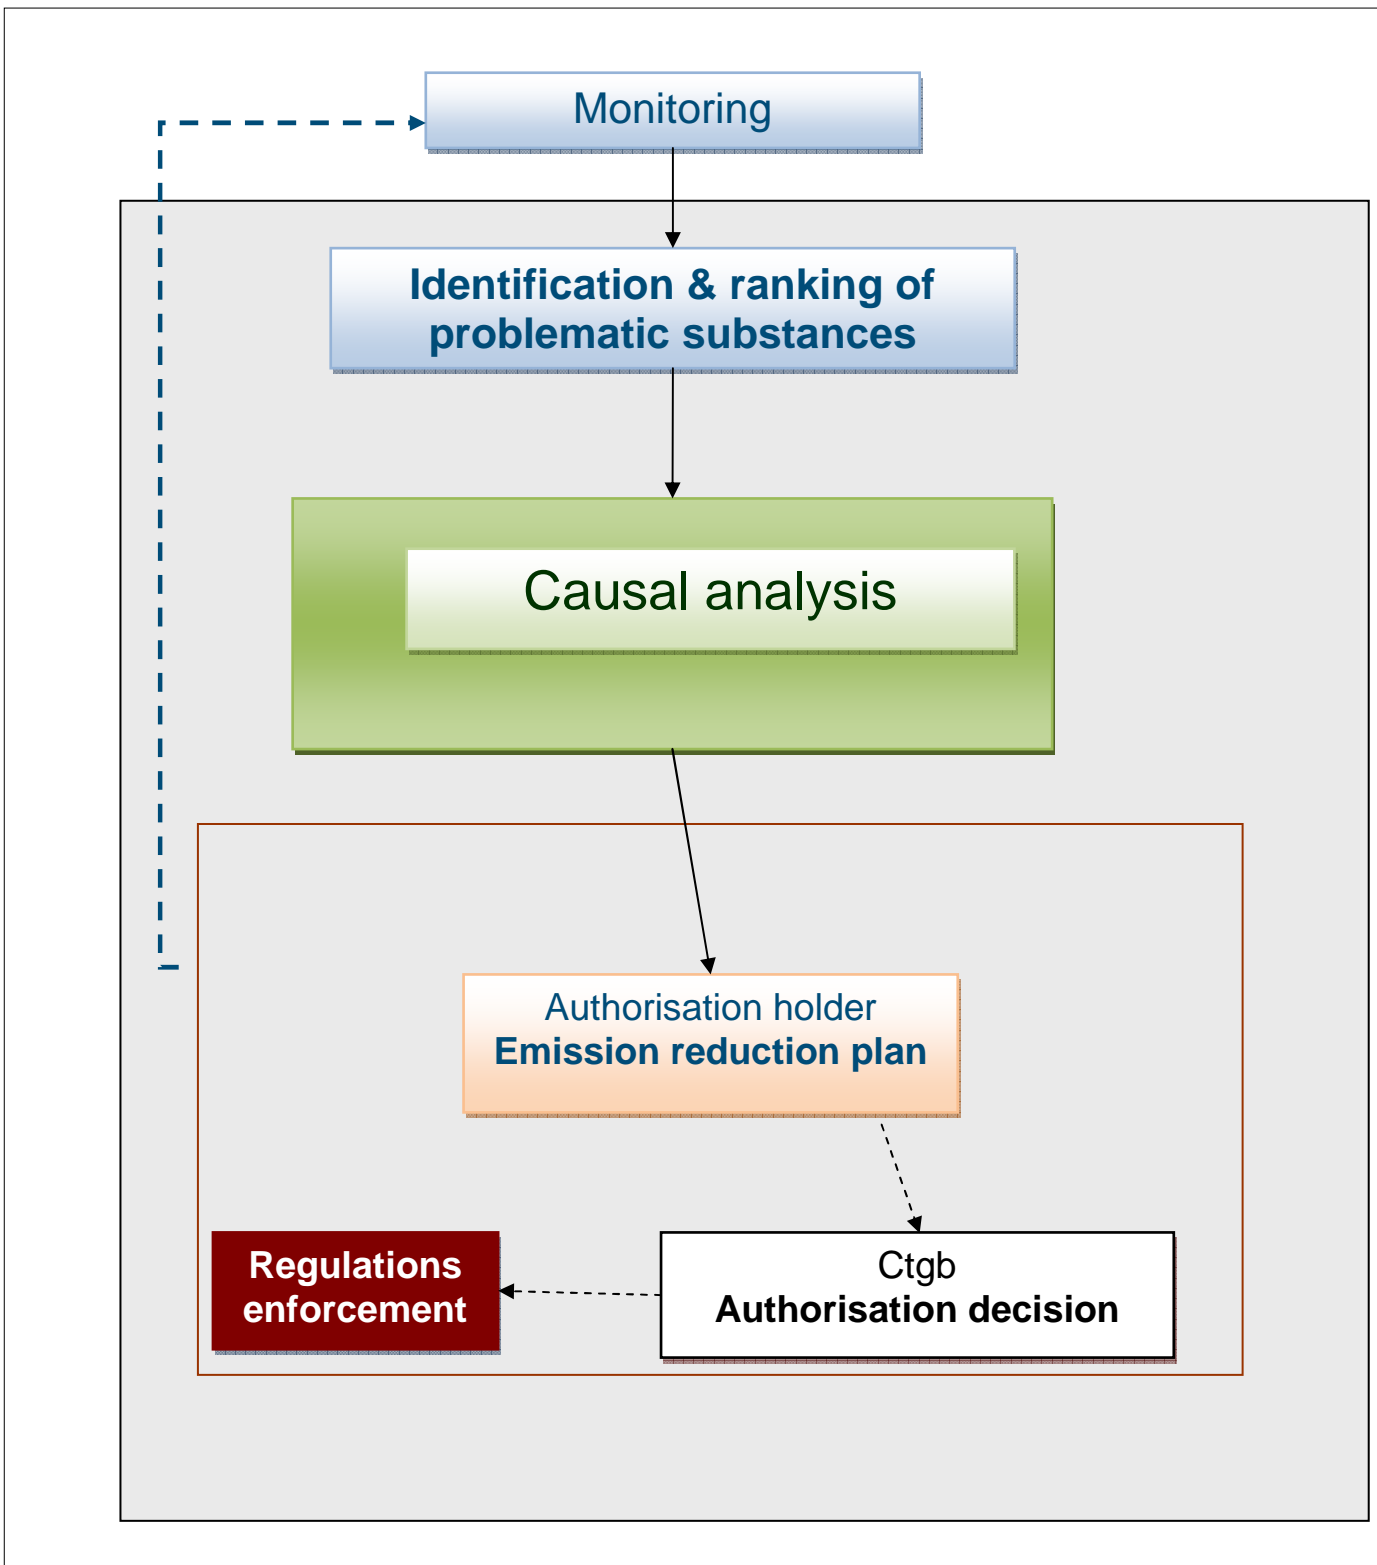 Monitoring
Identification & ranking of
problematic substances
Causal analysis
Authorisation holder
Emission reduction plan
Regulations
enforcement
Ctgb
Authorisation decision